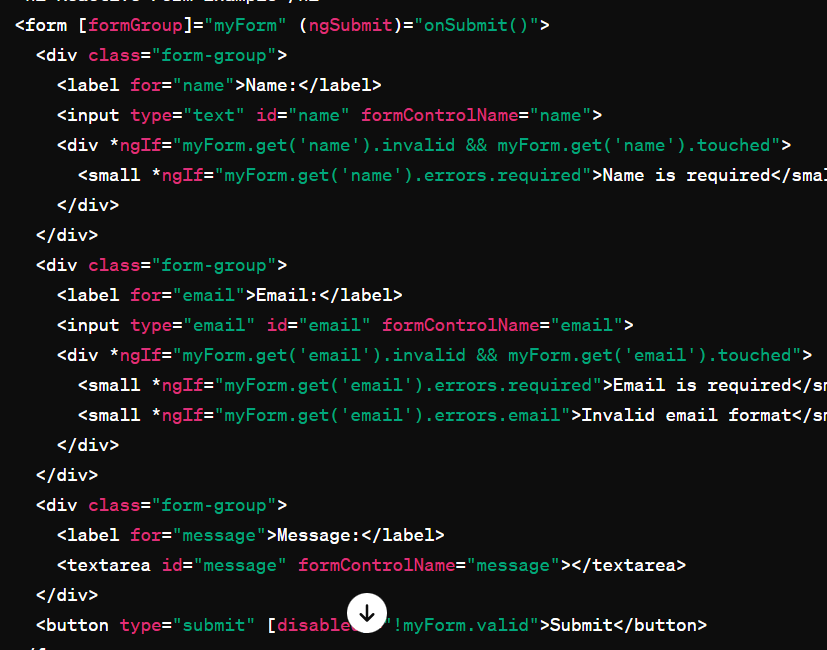 <form [formGroup]="myForm" (ngSubmit)="onSubmit()">
<div class="form-group">
<label for="name">Name:</label>
<input type="text" id="name" formControlName="name">
<div *ngIf="myForm.get('name').invalid && myForm.get('name').touched">
<small *ngIf="myForm.get('name').errors.required">Name is required</smal
</div>
</div>
<div class="form-group">
<label for="email">Email:</label>
<input type="email" id="email" formControlName="email">
<div *ngIf="myForm.get('email').invalid && myForm.get('email').touched">
<small *ngIf="myForm.get('email').errors.required">Email is required</sm
<small *ngIf="myForm.get('email').errors.email">Invalid email format</sm
</div>
</div>
<div class="form-group">
<label for="message">Message:</label>
<textarea id="message" formControlName="message"></textarea>
</div>
<button type="submit" [disable "!myForm.valid">Submit</button>